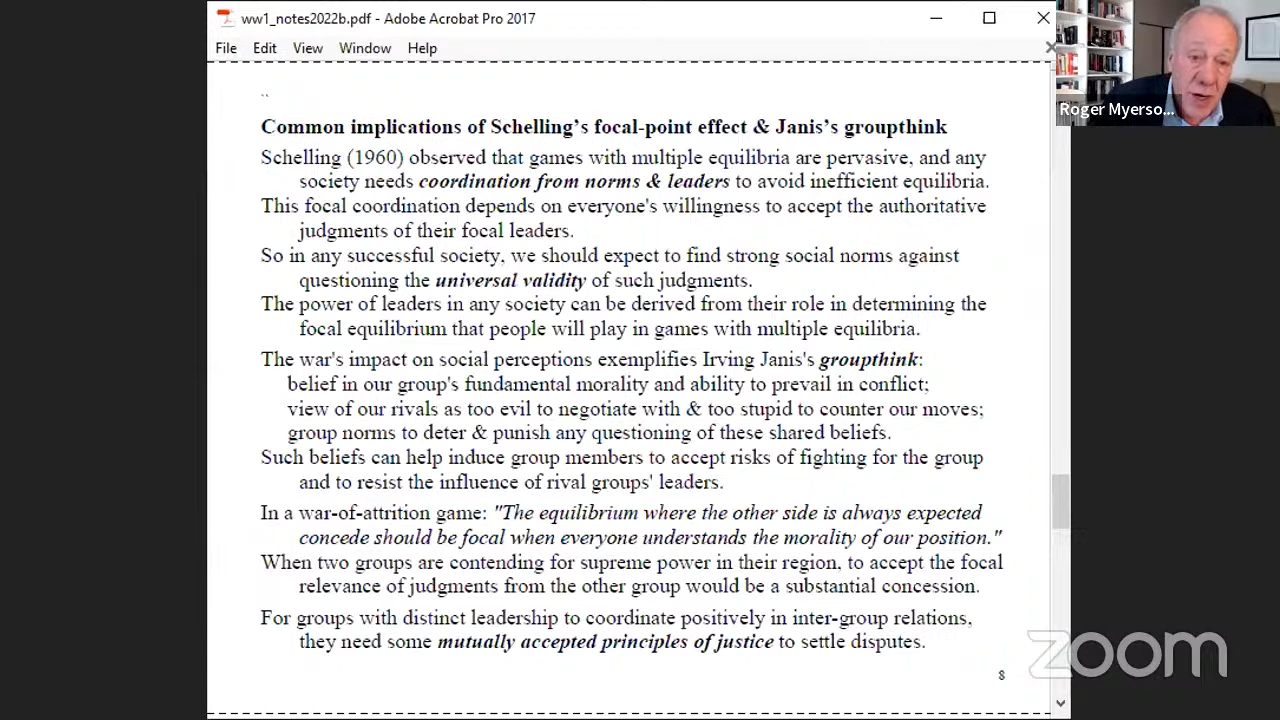 ww1_notes2022b.pdf - Adobe Acrobat Pro 2017
File Edit View Window Help
Roger Myerso...
``
Common implications of Schelling's focal-point effect & Janis's groupthink
Schelling (1960) observed that games with multiple equilibria are pervasive, and any
society needs coordination from norms & leaders to avoid inefficient equilibria.
This focal coordination depends on everyone's willingness to accept the authoritative
judgments of their focal leaders.
So in any successful society, we should expect to find strong social norms against
questioning the universal validity of such judgments.
The power of leaders in any society can be derived from their role in determining the
focal equilibrium that people will play in games with multiple equilibria.
The war's impact on social perceptions exemplifies Irving Janis's groupthink:
belief in our group's fundamental morality and ability to prevail in conflict;
view of our rivals as too evil to negotiate with & too stupid to counter our moves;
group norms to deter & punish any questioning of these shared beliefs.
Such beliefs can help induce group members to accept risks of fighting for the group
and to resist the influence of rival groups' leaders.
In a war-of-attrition game: "The equilibrium where the other side is always expected
concede should be focal when everyone understands the morality of our position."
When two groups are contending for supreme power in their region, to accept the focal
relevance of judgments from the other group would be a substantial concession.
For groups with distinct leadership to coordinate positively in inter-group relations,
they need some mutually accepted principles of justice to settle disputes.
8
zoom